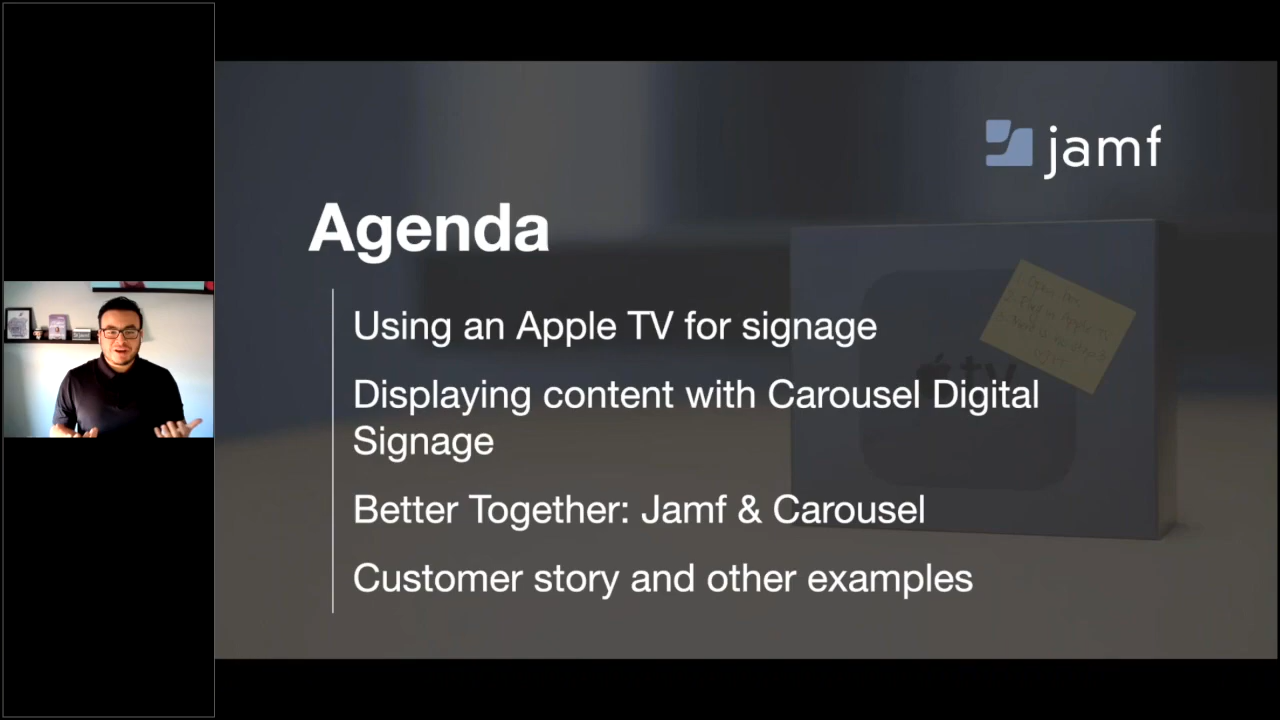 jamf
Agenda
Using an Apple TV for signage
Displaying content with Carousel Digital
Signage
Better Together: Jamf & Carousel
Customer story and other examples
tv